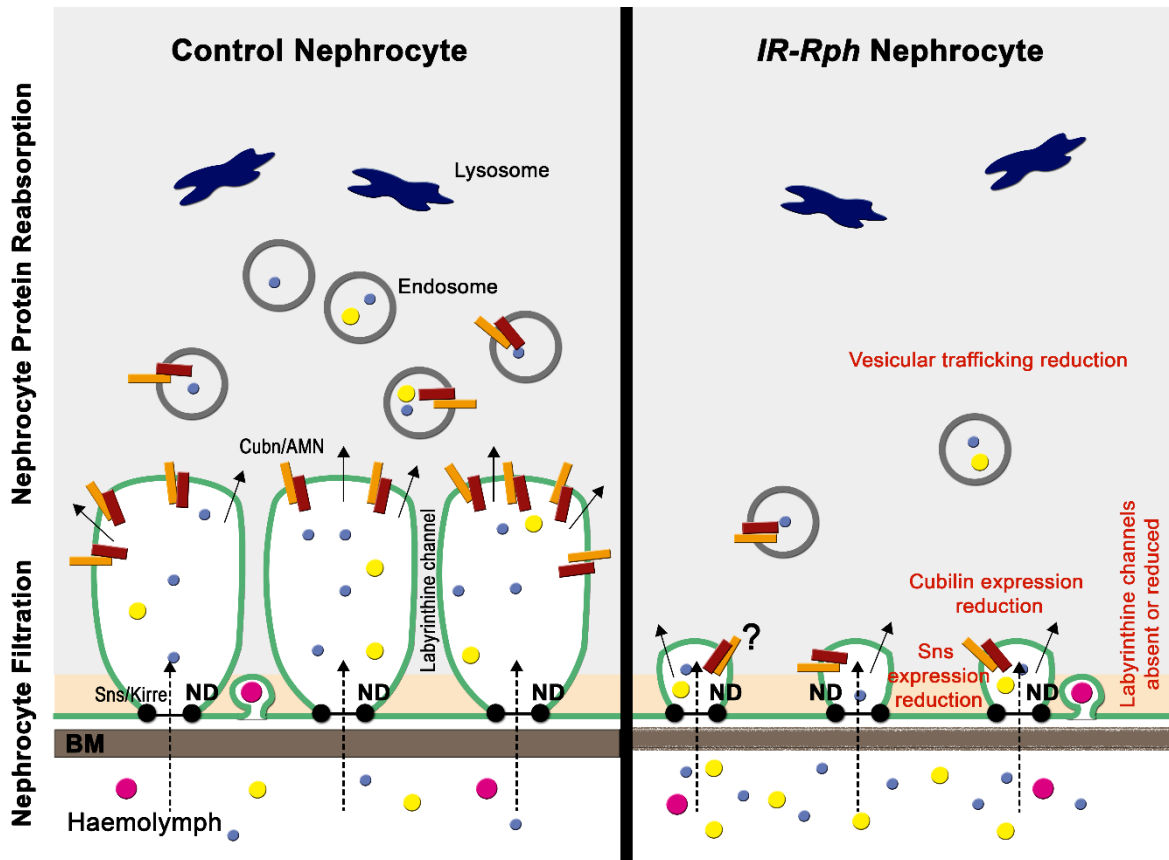 Control Nephrocyte
IR-Rph Nephrocyte
Nephrocyte Protein Reabsorption
Nephrocyte Filtration
Lysosome
Endosome
Cubn/AMN
Labyrinthine channel
Sns/Kirre
ND
ND
ND
BM
Haemolymph
Vesicular trafficking reduction
Cubilin expression
reduction
Labyrinthine channels
absent or reduced
?
Sns
expression
reduction
ND
ND
ND